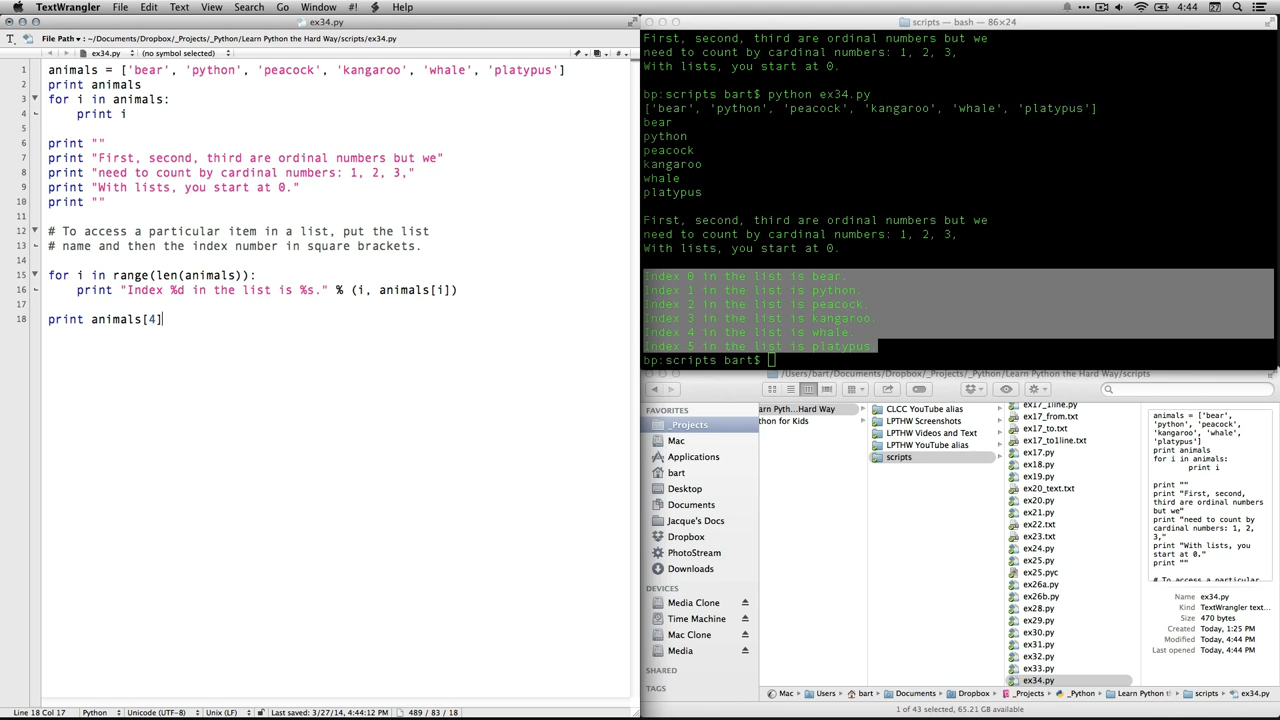 TextWrangler File Edit Text View Search Go Window #! Help 4:44
ex34.py
File Path : ~/Documents/Dropbox/_Projects/_Python/Learn Python the Hard Way/scripts/ex34.py
ex34.py (no symbol selected)
1 animals = ['bear', 'python', 'peacock', 'kangaroo', 'whale', 'platypus']
2 print animals
3 for i in animals:
4 print i
5
6 print ""
7 print "First, second, third are ordinal numbers but we"
8 print "need to count by cardinal numbers: 1, 2, 3,"
9 print "With lists, you start at 0."
10 print ""
11
12 # To access a particular item in a list, put the list
13 # name and then the index number in square brackets.
14
15 for i in range(len(animals)):
16 print "Index %d in the list is %s." % (i, animals[i])
17
18 print animals[4]
Line 18 Col 17 Python Unicode (UTF-8) Unix (LF) Last saved: 3/27/14, 4:44:12 PM 489 / 83 / 18
scripts — bash — 86×24
First, second, third are ordinal numbers but we
need to count by cardinal numbers: 1, 2, 3,
With lists, you start at 0.
bp:scripts bart$ python ex34.py
['bear', 'python', 'peacock', 'kangaroo', 'whale', 'platypus']
bear
python
peacock
kangaroo
whale
platypus
First, second, third are ordinal numbers but we
need to count by cardinal numbers: 1, 2, 3,
With lists, you start at 0.
Index 0 in the list is bear.
Index 1 in the list is python.
Index 2 in the list is peacock.
Index 3 in the list is kangaroo.
Index 4 in the list is whale.
Index 5 in the list is platypus.
bp:scripts bart$
/Users/bart/Documents/Dropbox/_Projects/_Python/Learn Python the Hard Way/scripts
FAVORITES
_Projects
Mac
Applications
bart
Desktop
Documents
Jacque's Docs
Dropbox
PhotoStream
Downloads
DEVICES
Media Clone
Time Machine
Mac Clone
Media
SHARED
TAGS
arn Pyth...Hard Way
thon for Kids
CLCC YouTube alias
LPTHW Screenshots
LPTHW Videos and Text
LPTHW YouTube alias
scripts
ex17_1line.py
ex17_from.txt
ex17_to.txt
ex17_to1line.txt
ex17.py
ex18.py
ex19.py
ex20_text.txt
ex20.py
ex21.py
ex22.txt
ex23.txt
ex24.py
ex25.py
ex25.pyc
ex26a.py
ex26b.py
ex28.py
ex29.py
ex30.py
ex31.py
ex32.py
ex33.py
ex34.py
animals = ['bear',
'python', 'peacock',
'kangaroo', 'whale',
'platypus']
print animals
for i in animals:
print i
print ""
print "First, second,
third are ordinal numbers
but we"
print "need to count by
cardinal numbers: 1, 2,
3,"
print "With lists, you
start at 0."
print ""
# To access a particular
Name ex34.py
Kind TextWrangler text...
Size 470 bytes
Created Today, 1:25 PM
Modified Today, 4:44 PM
Last opened Today, 4:44 PM
Mac Users bart Documents Dropbox _Projects _Python Learn Python t scripts ex34.py
1 of 43 selected, 65.21 GB available